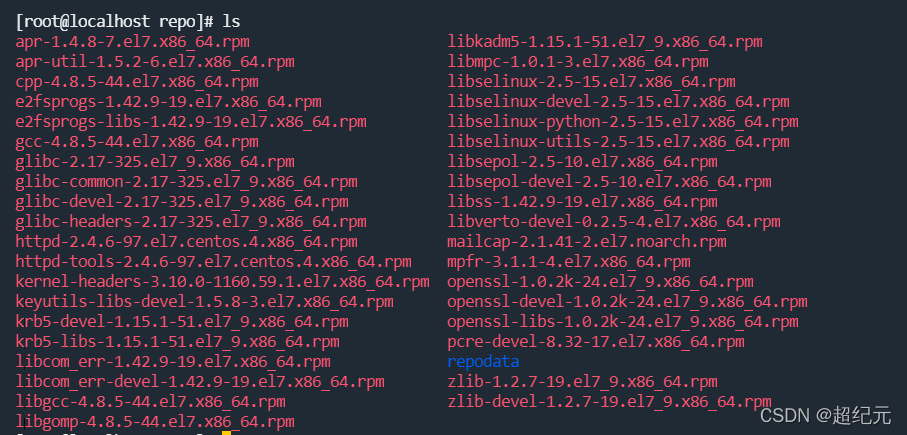 [root@localhost repo]# ls
apr-1.4.8-7.el7.x86_64.rpm libkadm5-1.15.1-51.el7_9.x86_64.rpm
apr-util-1.5.2-6.el7.x86_64.rpm libmpc-1.0.1-3.el7.x86_64.rpm
cpp-4.8.5-44.el7.x86_64.rpm libselinux-2.5-15.el7.x86_64.rpm
e2fsprogs-1.42.9-19.el7.x86_64.rpm libselinux-devel-2.5-15.el7.x86_64.rpm
e2fsprogs-libs-1.42.9-19.el7.x86_64.rpm libselinux-python-2.5-15.el7.x86_64.rpm
gcc-4.8.5-44.el7.x86_64.rpm libselinux-utils-2.5-15.el7.x86_64.rpm
glibc-2.17-325.el7_9.x86_64.rpm libsepol-2.5-10.el7.x86_64.rpm
glibc-common-2.17-325.el7_9.x86_64.rpm libsepol-devel-2.5-10.el7.x86_64.rpm
glibc-devel-2.17-325.el7_9.x86_64.rpm libss-1.42.9-19.el7.x86_64.rpm
glibc-headers-2.17-325.el7_9.x86_64.rpm libverto-devel-0.2.5-4.el7.x86_64.rpm
httpd-2.4.6-97.el7.centos.4.x86_64.rpm mailcap-2.1.41-2.el7.noarch.rpm
httpd-tools-2.4.6-97.el7.centos.4.x86_64.rpm mpfr-3.1.1-4.el7.x86_64.rpm
kernel-headers-3.10.0-1160.59.1.el7.x86_64.rpm openssl-1.0.2k-24.el7_9.x86_64.rpm
keyutils-libs-devel-1.5.8-3.el7.x86_64.rpm openssl-devel-1.0.2k-24.el7_9.x86_64.rpm
krb5-devel-1.15.1-51.el7_9.x86_64.rpm openssl-libs-1.0.2k-24.el7_9.x86_64.rpm
krb5-libs-1.15.1-51.el7_9.x86_64.rpm pcre-devel-8.32-17.el7.x86_64.rpm
libcom_err-1.42.9-19.el7.x86_64.rpm repodata
libcom_err-devel-1.42.9-19.el7.x86_64.rpm zlib-1.2.7-19.el7_9.x86_64.rpm
libgcc-4.8.5-44.el7.x86_64.rpm zlib-devel-1.2.7-19.el7_9.x86_64.rpm
libgomp-4.8.5-44.el7.x86_64.rpm
CSDN @超纪元